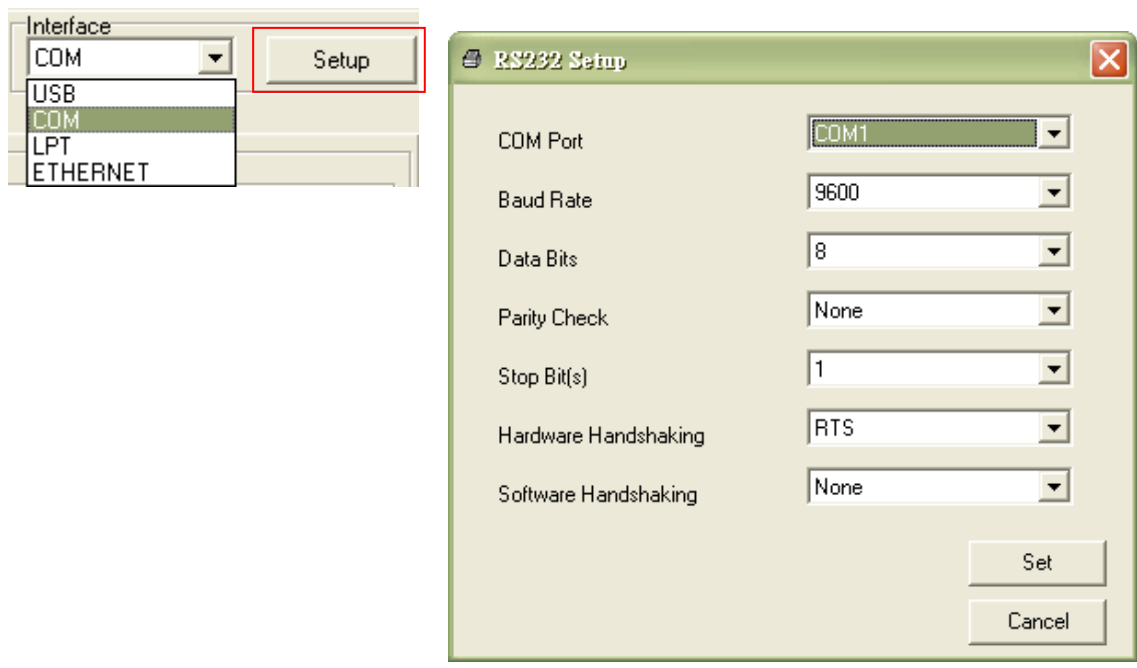 Interface
COM
Setup
USB
COM
LPT
ETHERNET
RS232 Setup
COM Port
COM1
Baud Rate
9600
Data Bits
8
Parity Check
None
Stop Bit(s)
1
Hardware Handshaking
RTS
Software Handshaking
None
Set
Cancel